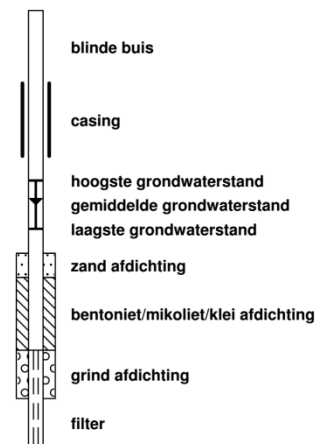 blinde buis
casing
hoogste grondwaterstand
gemiddelde grondwaterstand
laagste grondwaterstand
zand afdichting
bentoniet/mikoliet/klei afdichting
grind afdichting
filter